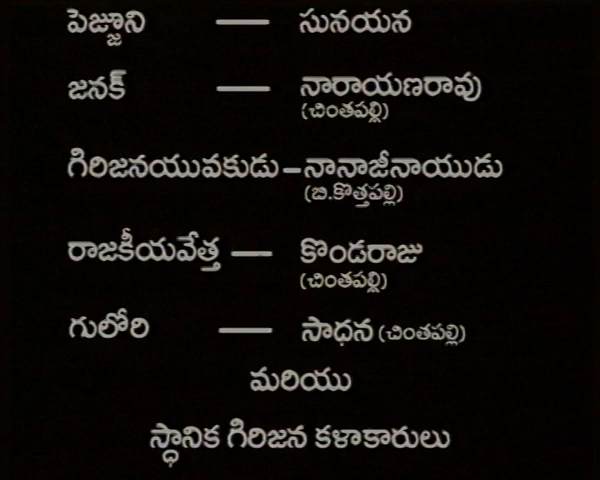 పెజ్జూని — సునయన
జనక్ — నారాయణరావు
(చింతపల్లి)
గిరిజనయువకుడు – నానాజీనాయుడు
(బి.కొత్తపల్లి)
రాజకీయవేత్త — కొండరాజు
(చింతపల్లి)
గులోరి — సాధన (చింతపల్లి)
మరియు
స్థానిక గిరిజన కళాకారులు